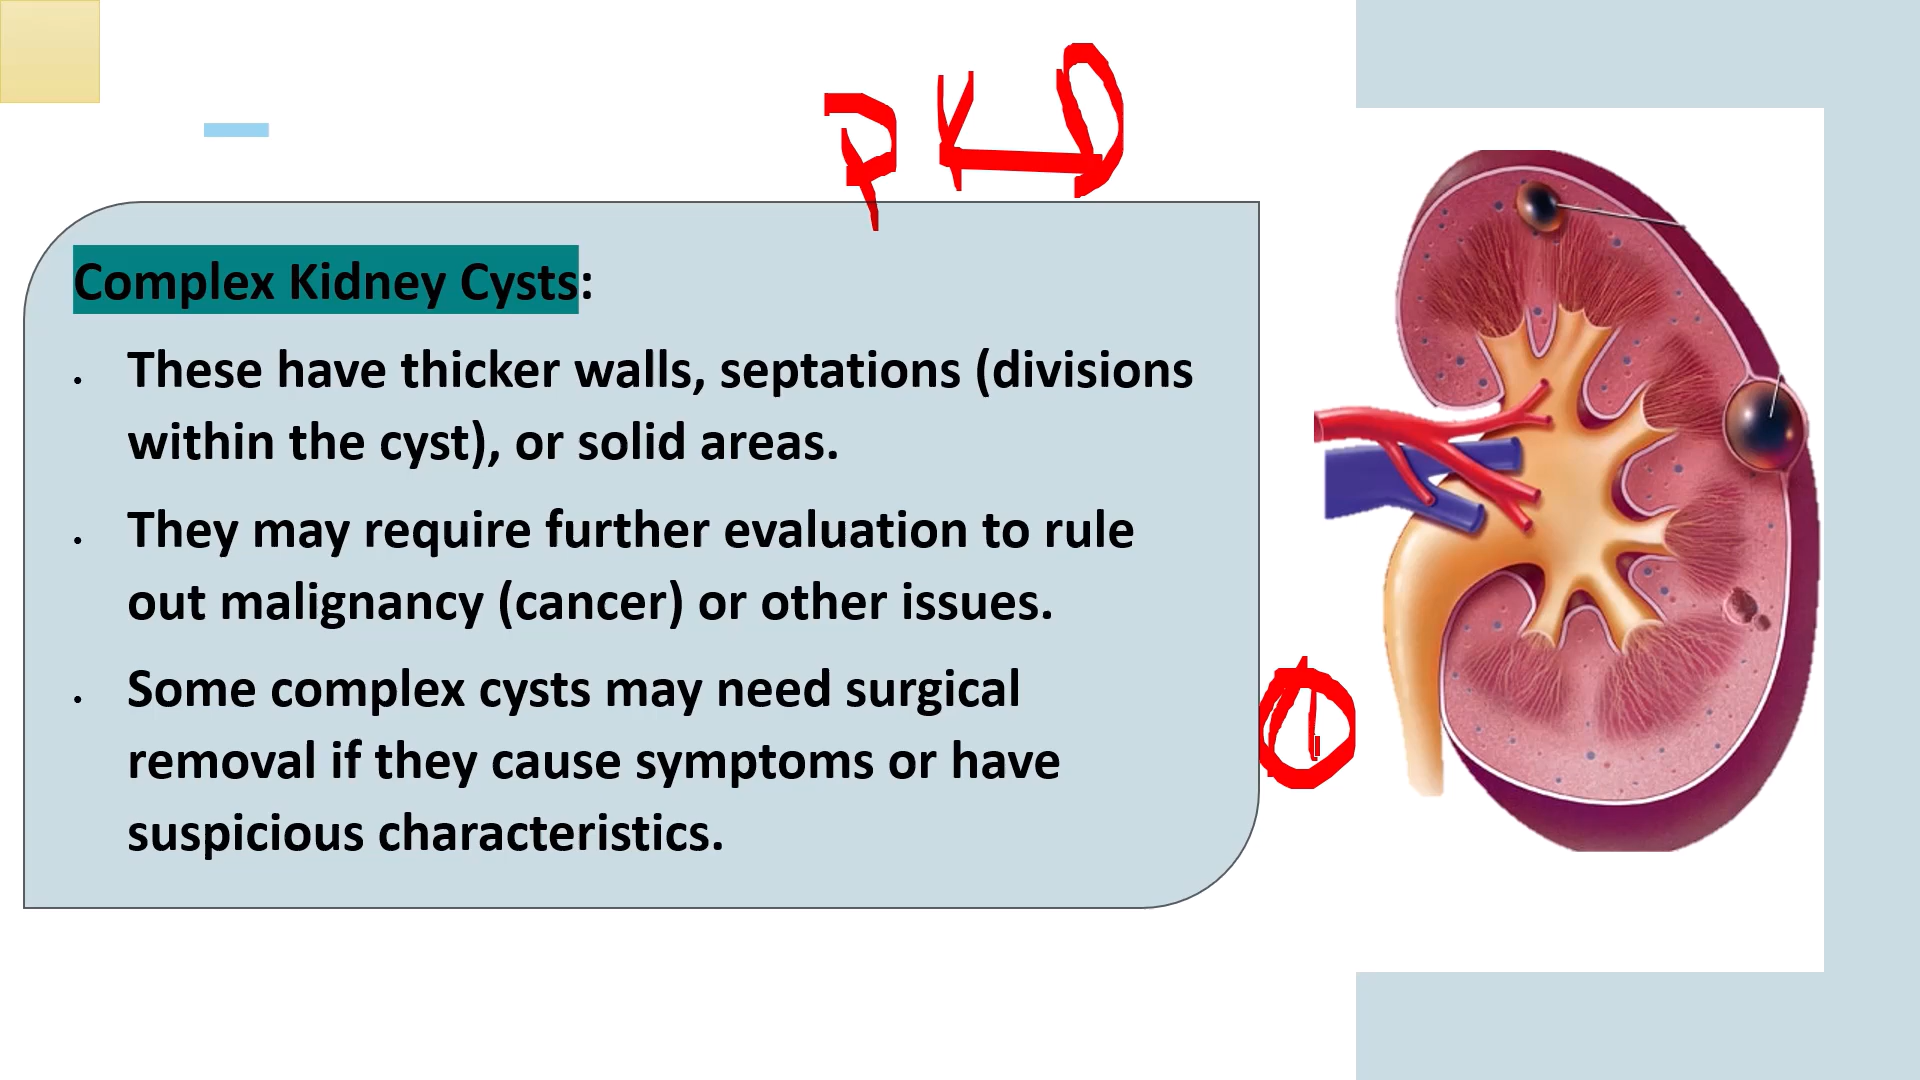 PKD
Complex Kidney Cysts:
• These have thicker walls, septations (divisions
within the cyst), or solid areas.
• They may require further evaluation to rule
out malignancy (cancer) or other issues.
• Some complex cysts may need surgical
removal if they cause symptoms or have
suspicious characteristics.